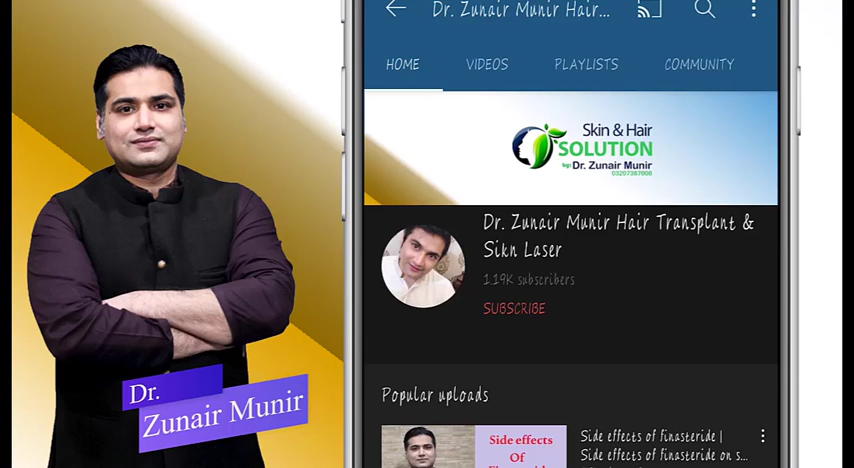 Dr. Zunair Munir Hair...
HOME
VIDEOS
PLAYLISTS
COMMUNITY
Skin & Hair
SOLUTION
by: Dr. Zunair Munir
03207387008
Dr. Zunair Munir Hair Transplant &
Sikn Laser
1.19K subscribers
SUBSCRIBE
Dr.
Zunair Munir
Popular uploads
Side effects
Of
Side effects of finasteride |
Side effects of finasteride on s...